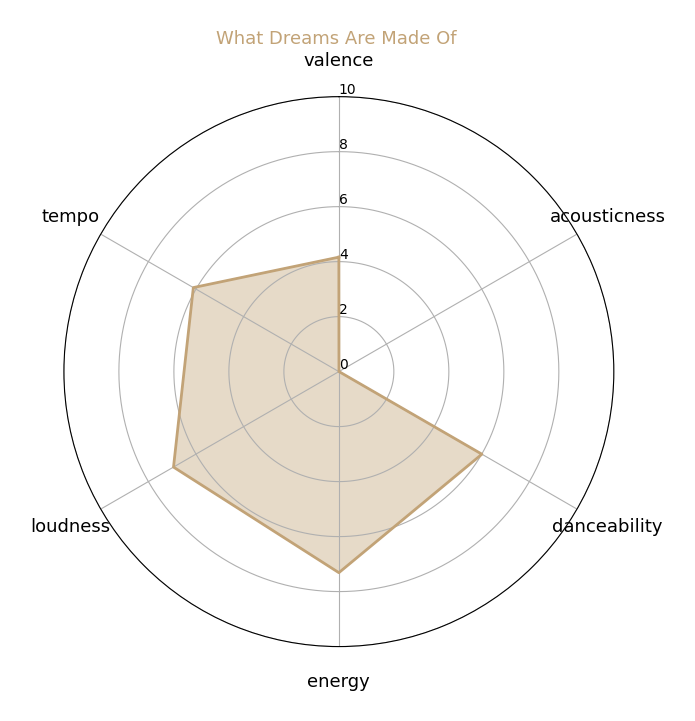 What Dreams Are Made Of
valence
10
8
tempo
6
acousticness
4
2
0
loudness
danceability
energy